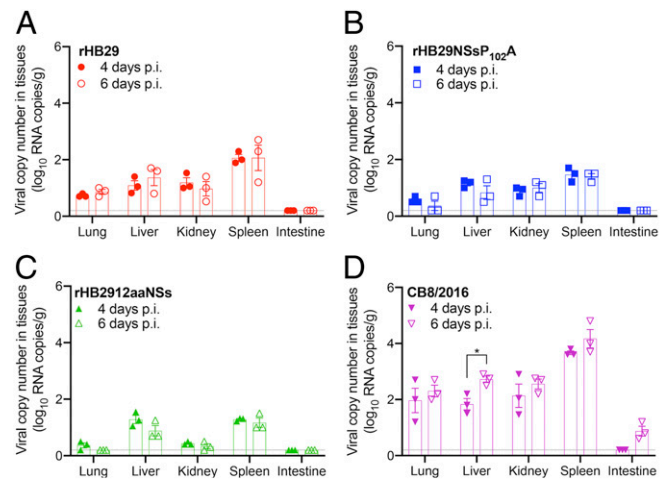 A
rHB29
4 days p.i.
6 days p.i.
Viral copy number in tissues
(log10 RNA copies/g)
6
4
2
0
Lung Liver Kidney Spleen Intestine
B
rHB29NSsP102A
4 days p.i.
6 days p.i.
Viral copy number in tissues
(log10 RNA copies/g)
6
4
2
0
Lung Liver Kidney Spleen Intestine
C
rHB2912aaNSs
4 days p.i.
6 days p.i.
Viral copy number in tissues
(log10 RNA copies/g)
6
4
2
0
Lung Liver Kidney Spleen Intestine
D
CB8/2016
4 days p.i.
6 days p.i.
*
Viral copy number in tissues
(log10 RNA copies/g)
6
4
2
0
Lung Liver Kidney Spleen Intestine